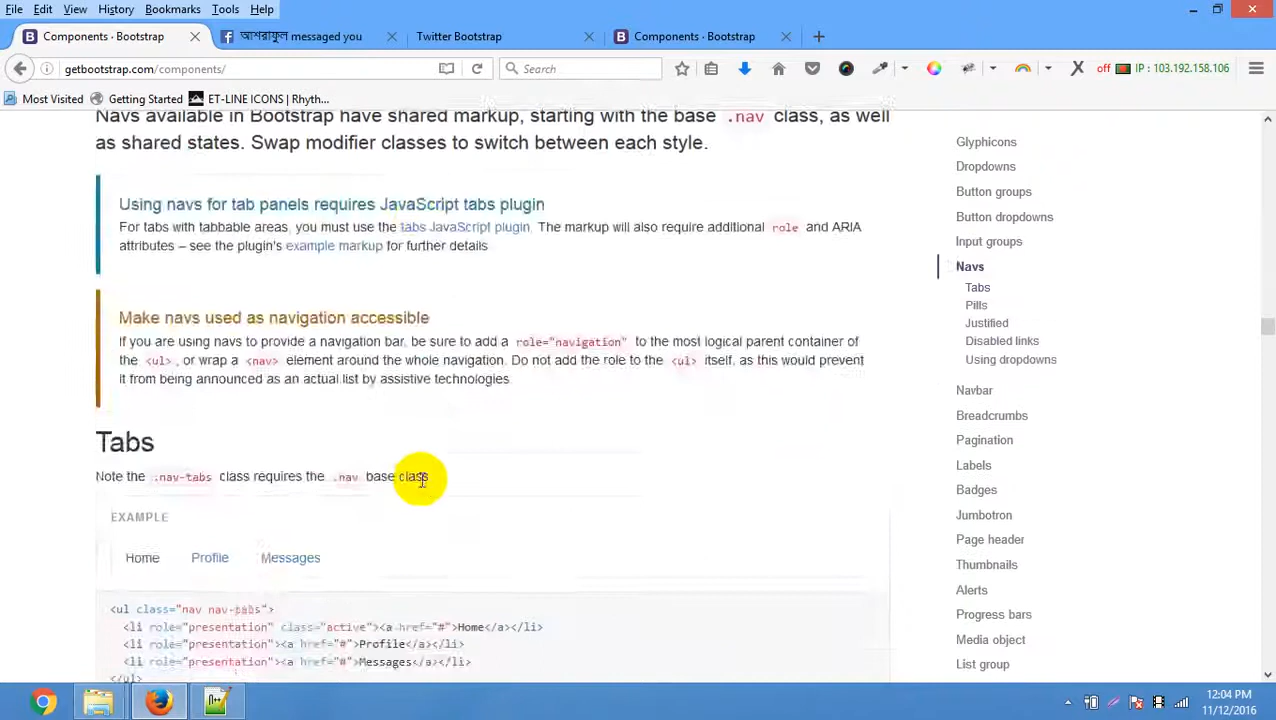 File Edit View History Bookmarks Tools Help
Components · Bootstrap
আশরাফুল messaged you
Twitter Bootstrap
Components · Bootstrap
getbootstrap.com/components/
Search
off IP : 103.192.158.106
Most Visited Getting Started ET-LINE ICONS | Rhyth...
Navs available in Bootstrap have shared markup, starting with the base .nav class, as well
as shared states. Swap modifier classes to switch between each style.
Using navs for tab panels requires JavaScript tabs plugin
For tabs with tabbable areas, you must use the tabs JavaScript plugin. The markup will also require additional role and ARIA
attributes – see the plugin's example markup for further details
Make navs used as navigation accessible
If you are using navs to provide a navigation bar, be sure to add a role="navigation" to the most logical parent container of
the <ul>, or wrap a <nav> element around the whole navigation. Do not add the role to the <ul> itself, as this would prevent
it from being announced as an actual list by assistive technologies
Tabs
Note the .nav-tabs class requires the .nav base class
EXAMPLE
Home Profile Messages
<ul class="nav nav-tabs">
<li role="presentation" class="active"><a href="#">Home</a></li>
<li role="presentation"><a href="#">Profile</a></li>
<li role="presentation"><a href="#">Messages</a></li>
</ul>
Glyphicons
Dropdowns
Button groups
Button dropdowns
Input groups
Navs
Tabs
Pills
Justified
Disabled links
Using dropdowns
Navbar
Breadcrumbs
Pagination
Labels
Badges
Jumbotron
Page header
Thumbnails
Alerts
Progress bars
Media object
List group
12:04 PM
11/12/2016